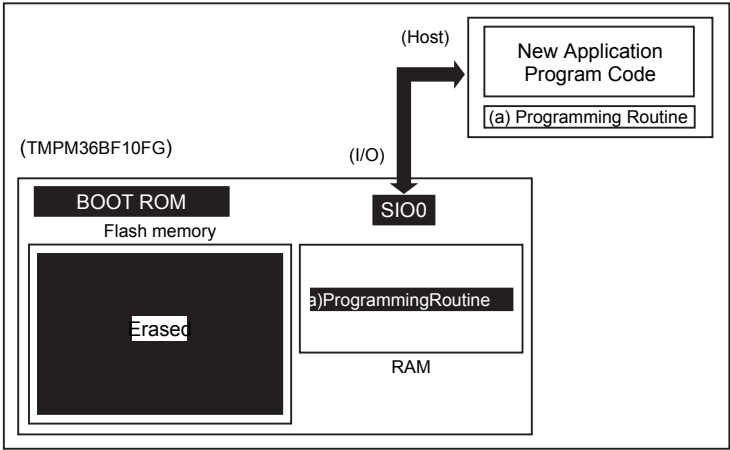 (Host)
New Application
Program Code
(a) Programming Routine
(TMPM36BF10FG)
(I/O)
BOOT ROM
SIO0
Flash memory
a)ProgrammingRoutine
Erased
RAM